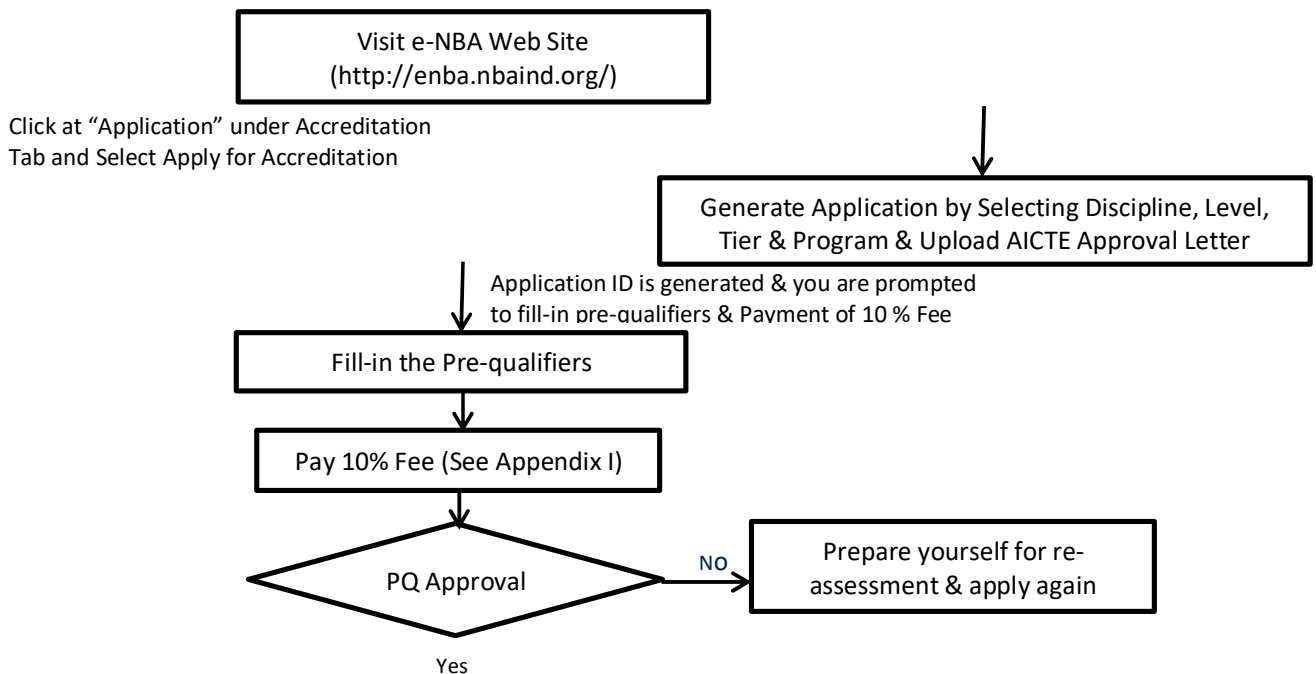 Visit e-NBA Web Site
(http://enba.nbaind.org/)
Click at “Application” under Accreditation
Tab and Select Apply for Accreditation
Generate Application by Selecting Discipline, Level,
Tier & Program & Upload AICTE Approval Letter
Application ID is generated & you are prompted
to fill-in pre-qualifiers & Payment of 10 % Fee
Fill-in the Pre-qualifiers
Pay 10% Fee (See Appendix I)
PQ Approval
NO
Prepare yourself for re-
assessment & apply again
Yes